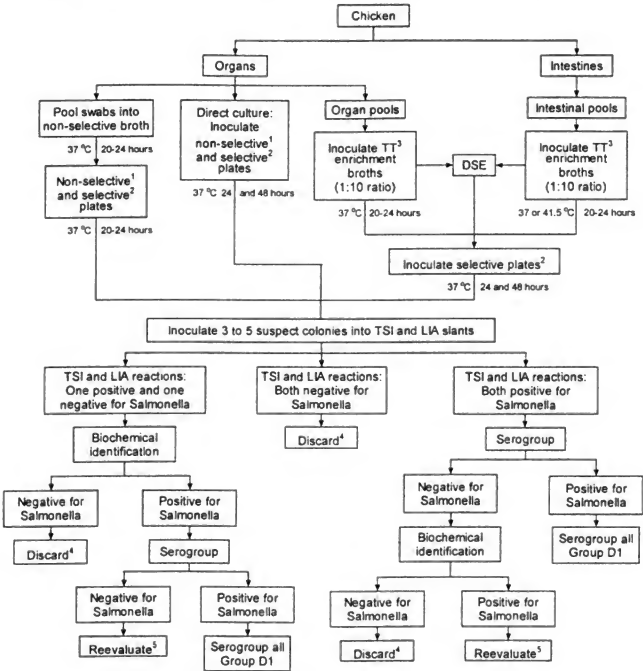 Chicken
Organs
Intestines
Pool swabs into
non-selective broth
Direct culture:
Inoculate
non-selective¹
and selective²
plates
Organ pools
Intestinal pools
Inoculate TT³
enrichment
broths
(1:10 ratio)
DSE
Inoculate TT³
enrichment
broths
(1:10 ratio)
37 °C 20-24 hours
Non-selective¹
and selective²
plates
37 °C 24 and 48 hours
37 °C 20-24 hours
37 or 41.5 °C 20-24 hours
37 °C 20-24 hours
Inoculate selective plates²
37 °C 24 and 48 hours
Inoculate 3 to 5 suspect colonies into TSI and LIA slants
TSI and LIA reactions:
One positive and one
negative for Salmonella
TSI and LIA reactions:
Both negative for
Salmonella
TSI and LIA reactions:
Both positive for
Salmonella
Biochemical
identification
Discard⁴
Serogroup
Negative for
Salmonella
Positive for
Salmonella
Negative for
Salmonella
Positive for
Salmonella
Discard⁴
Serogroup
Biochemical
identification
Serogroup all
Group D1
Negative for
Salmonella
Positive for
Salmonella
Negative for
Salmonella
Positive for
Salmonella
Reevaluate⁵
Serogroup all
Group D1
Discard⁴
Reevaluate⁵